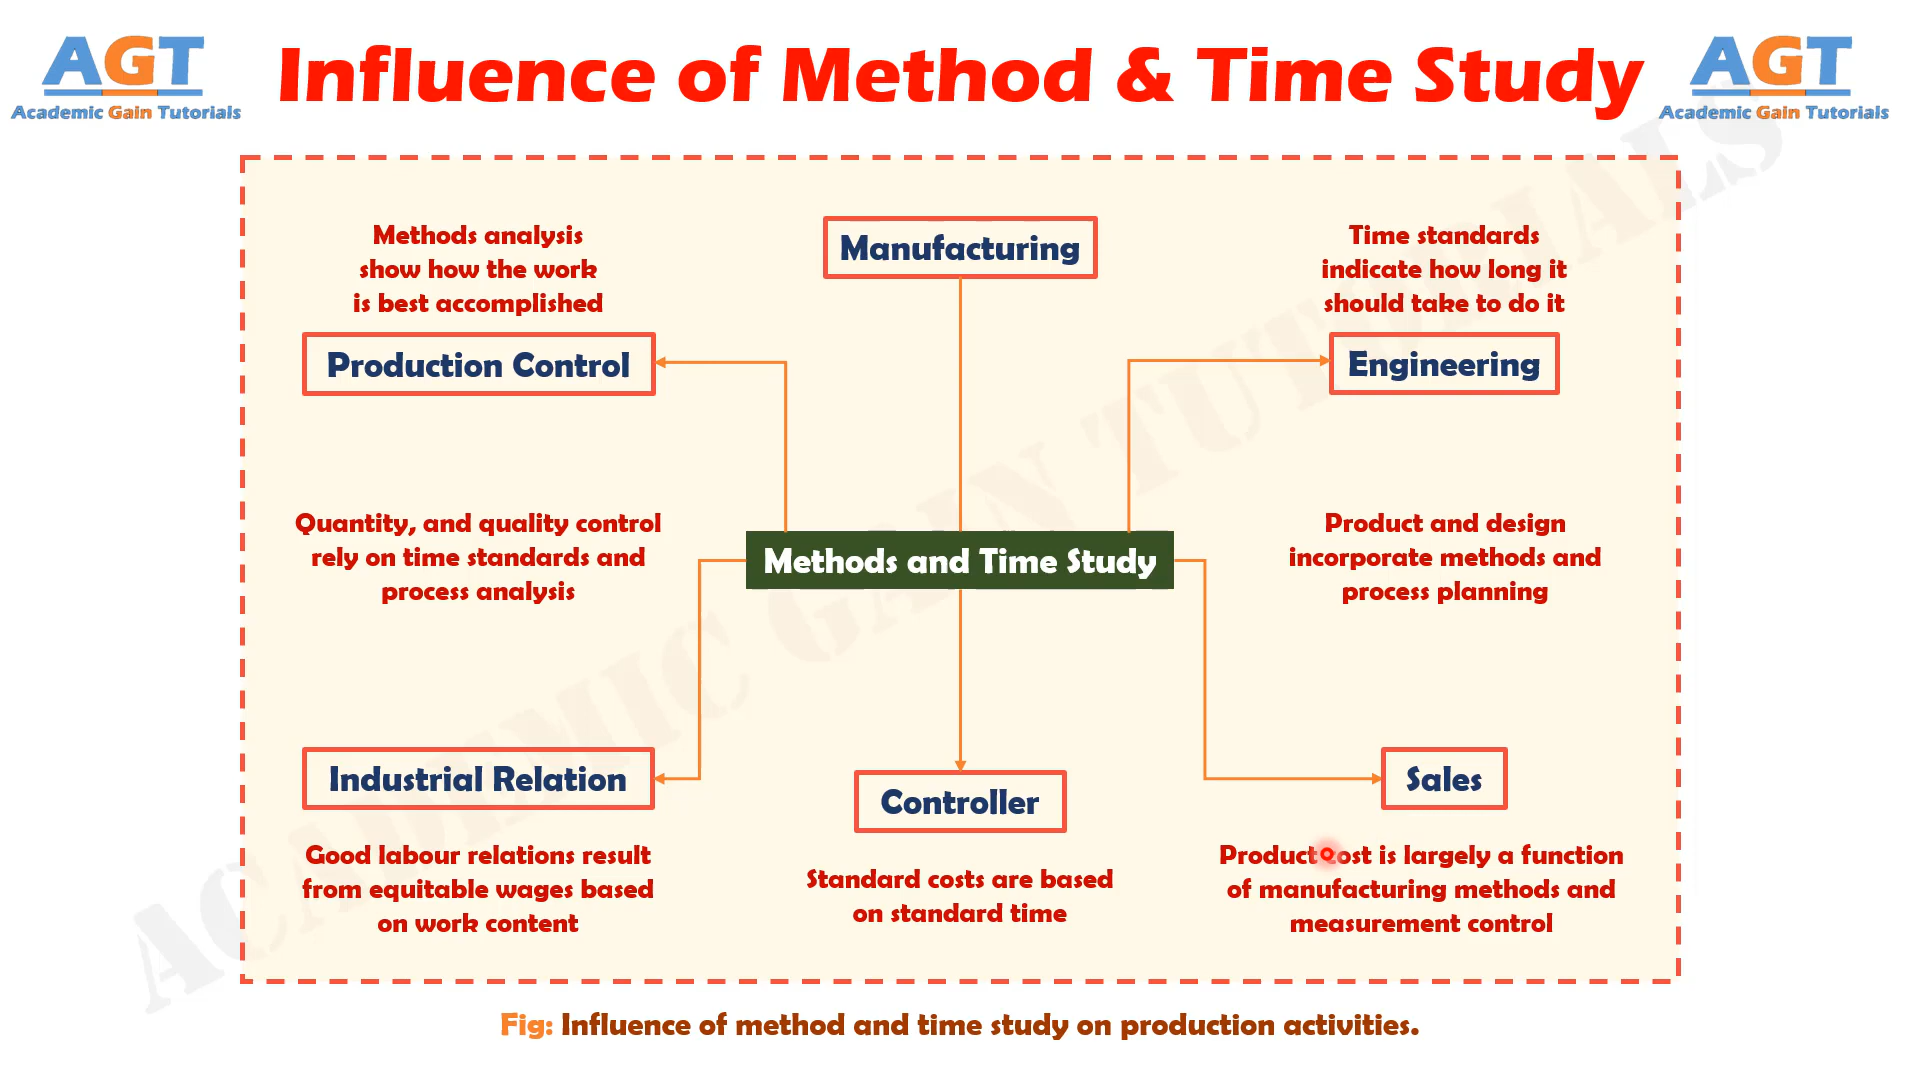 AGT
Academic Gain Tutorials
Influence of Method & Time Study
AGT
Academic Gain Tutorials
Methods analysis
show how the work
is best accomplished
Production Control
Manufacturing
Time standards
indicate how long it
should take to do it
Engineering
Quantity, and quality control
rely on time standards and
process analysis
Methods and Time Study
Product and design
incorporate methods and
process planning
Industrial Relation
Good labour relations result
from equitable wages based
on work content
Controller
Standard costs are based
on standard time
Sales
Product cost is largely a function
of manufacturing methods and
measurement control
Fig: Influence of method and time study on production activities.
ACADEMIC GAIN TUTORIALS